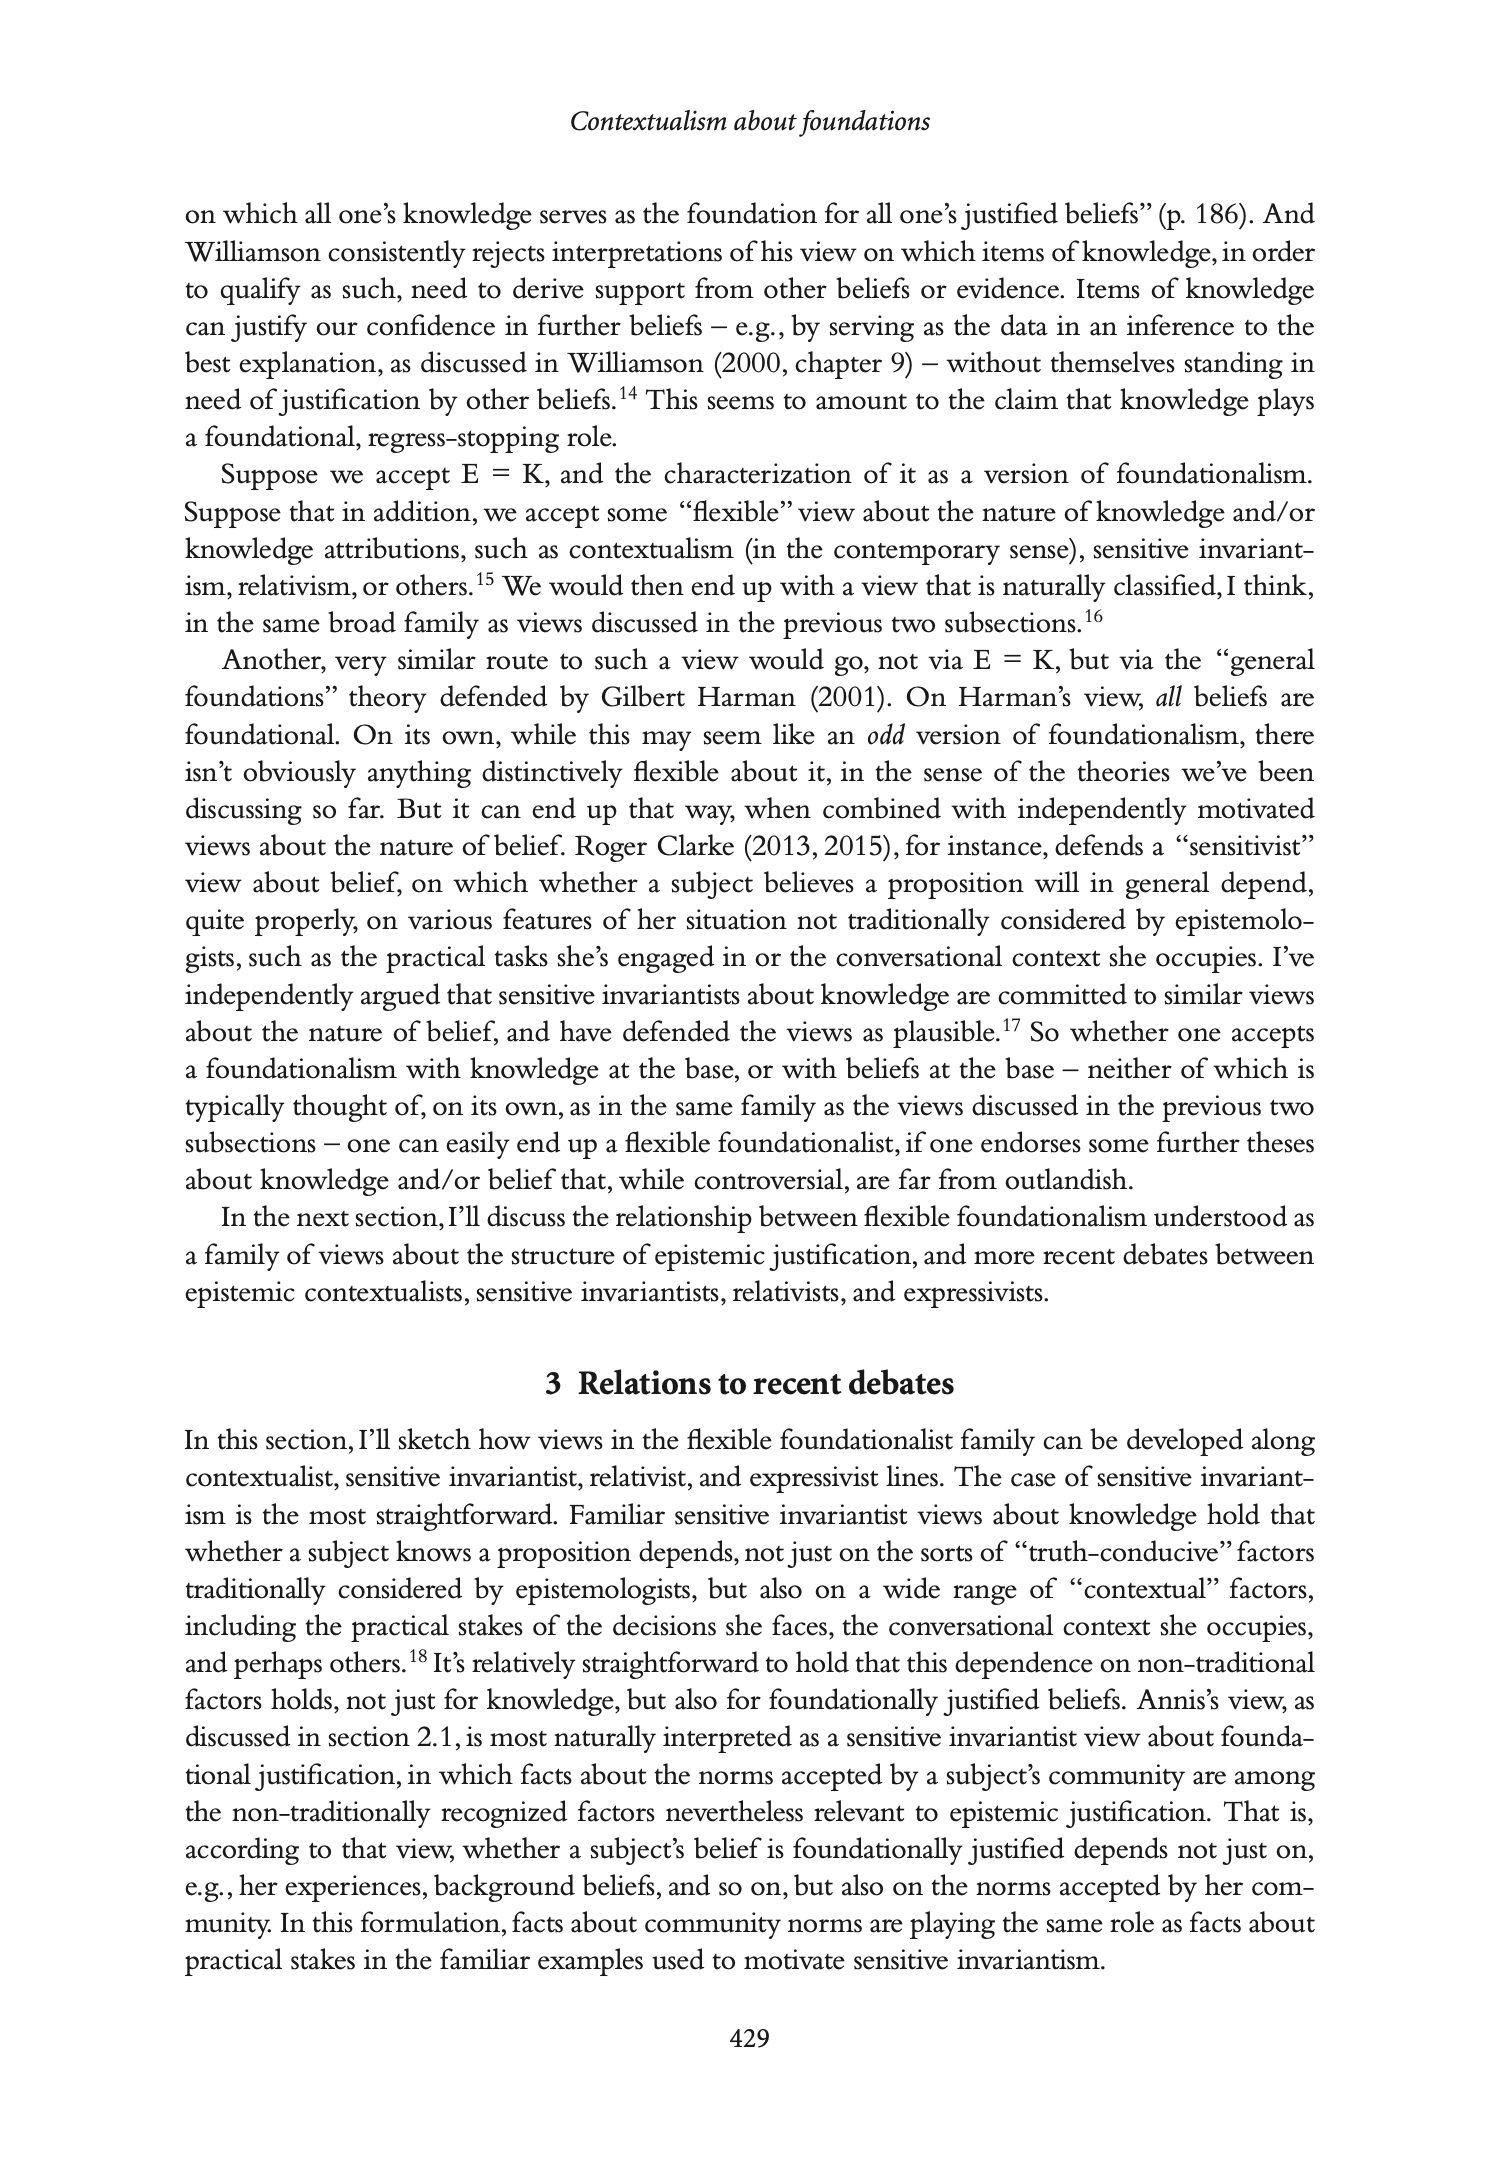 Contextualism about foundations
on which all one’s knowledge serves as the foundation for all one’s justified beliefs” (p. 186). And
Williamson consistently rejects interpretations of his view on which items of knowledge, in order
to qualify as such, need to derive support from other beliefs or evidence. Items of knowledge
can justify our confidence in further beliefs – e.g., by serving as the data in an inference to the
best explanation, as discussed in Williamson (2000, chapter 9) – without themselves standing in
need of justification by other beliefs.14 This seems to amount to the claim that knowledge plays
a foundational, regress-stopping role.
Suppose we accept E = K, and the characterization of it as a version of foundationalism.
Suppose that in addition, we accept some “flexible” view about the nature of knowledge and/or
knowledge attributions, such as contextualism (in the contemporary sense), sensitive invariant-
ism, relativism, or others.15 We would then end up with a view that is naturally classified, I think,
in the same broad family as views discussed in the previous two subsections.16
Another, very similar route to such a view would go, not via E = K, but via the “general
foundations” theory defended by Gilbert Harman (2001). On Harman’s view, all beliefs are
foundational. On its own, while this may seem like an odd version of foundationalism, there
isn’t obviously anything distinctively flexible about it, in the sense of the theories we’ve been
discussing so far. But it can end up that way, when combined with independently motivated
views about the nature of belief. Roger Clarke (2013, 2015), for instance, defends a “sensitivist”
view about belief, on which whether a subject believes a proposition will in general depend,
quite properly, on various features of her situation not traditionally considered by epistemolo-
gists, such as the practical tasks she’s engaged in or the conversational context she occupies. I’ve
independently argued that sensitive invariantists about knowledge are committed to similar views
about the nature of belief, and have defended the views as plausible.17 So whether one accepts
a foundationalism with knowledge at the base, or with beliefs at the base – neither of which is
typically thought of, on its own, as in the same family as the views discussed in the previous two
subsections – one can easily end up a flexible foundationalist, if one endorses some further theses
about knowledge and/or belief that, while controversial, are far from outlandish.
In the next section, I’ll discuss the relationship between flexible foundationalism understood as
a family of views about the structure of epistemic justification, and more recent debates between
epistemic contextualists, sensitive invariantists, relativists, and expressivists.
3 Relations to recent debates
In this section, I’ll sketch how views in the flexible foundationalist family can be developed along
contextualist, sensitive invariantist, relativist, and expressivist lines. The case of sensitive invariant-
ism is the most straightforward. Familiar sensitive invariantist views about knowledge hold that
whether a subject knows a proposition depends, not just on the sorts of “truth-conducive” factors
traditionally considered by epistemologists, but also on a wide range of “contextual” factors,
including the practical stakes of the decisions she faces, the conversational context she occupies,
and perhaps others.18 It’s relatively straightforward to hold that this dependence on non-traditional
factors holds, not just for knowledge, but also for foundationally justified beliefs. Annis’s view, as
discussed in section 2.1, is most naturally interpreted as a sensitive invariantist view about founda-
tional justification, in which facts about the norms accepted by a subject’s community are among
the non-traditionally recognized factors nevertheless relevant to epistemic justification. That is,
according to that view, whether a subject’s belief is foundationally justified depends not just on,
e.g., her experiences, background beliefs, and so on, but also on the norms accepted by her com-
munity. In this formulation, facts about community norms are playing the same role as facts about
practical stakes in the familiar examples used to motivate sensitive invariantism.
429